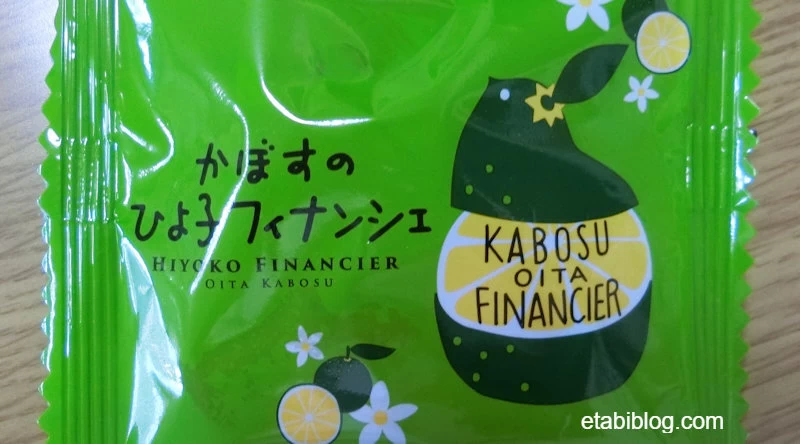 かぼすの
ひよ子フィナンシェ
HIYOKO FINANCIER
OITA KABOSU
KABOSU
OITA
FINANCIER
etabiblog.com